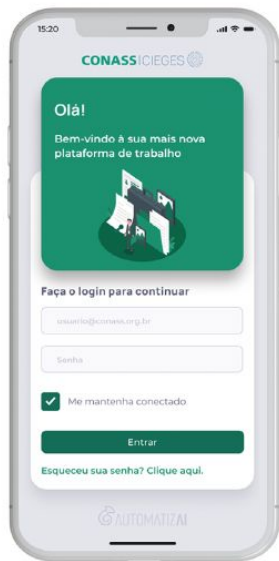 15:20
CONASS|CIEGES
Olá!
Bem-vindo à sua mais nova
plataforma de trabalho
Faça o login para continuar
usuario@conass.org.br
Senha
Me mantenha conectado
Entrar
Esqueceu sua senha? Clique aqui.
AUTOMATIZAI